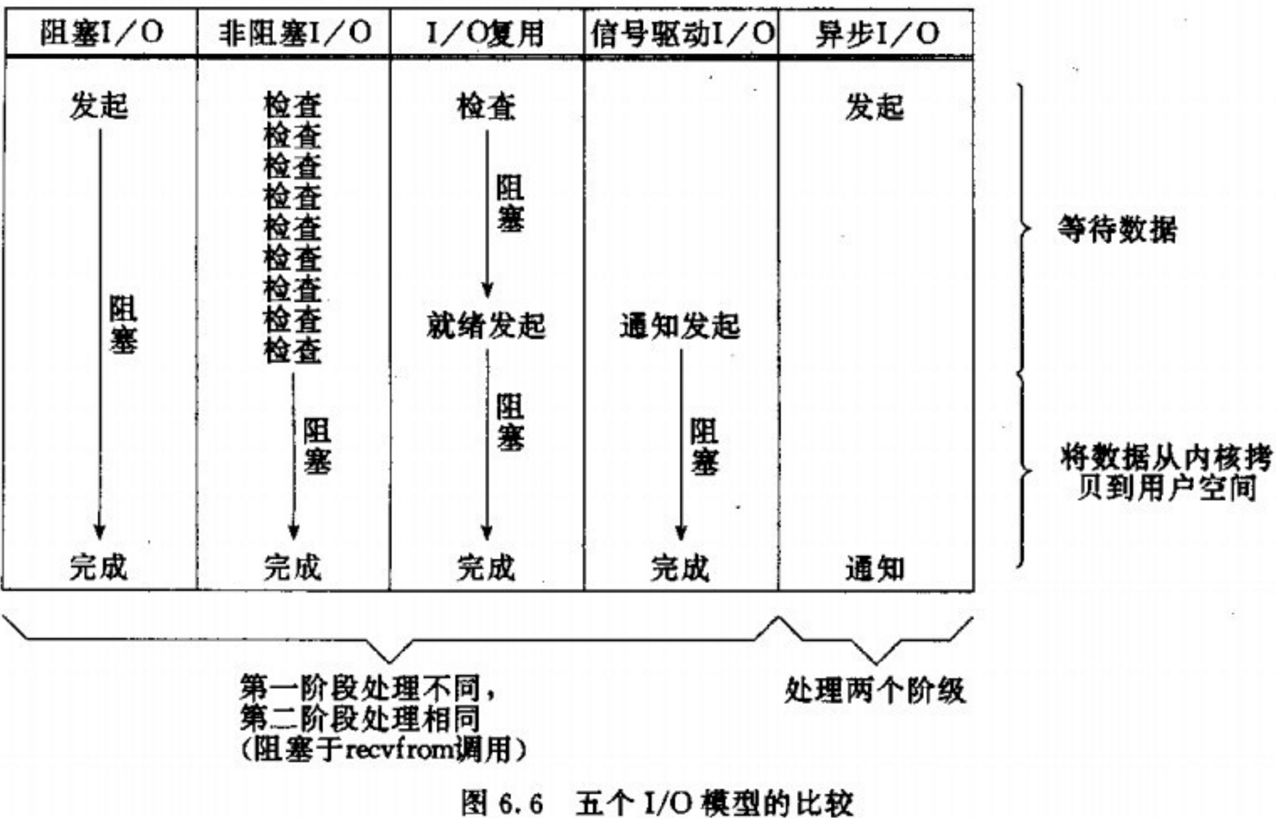 阻塞I/O 非阻塞I/O I/O复用 信号驱动I/O 异步I/O
发起 检查 检查 发起
检查
检查
检查
检查
检查
检查
检查
检查
阻塞
阻塞
就绪发起 通知发起
阻塞
阻塞
阻塞
完成 完成 完成 完成 通知
等待数据
将数据从内核拷
贝到用户空间
第一阶段处理不同，
第二阶段处理相同
(阻塞于recvfrom调用)
处理两个阶级
图 6.6 五个 I/O 模型的比较